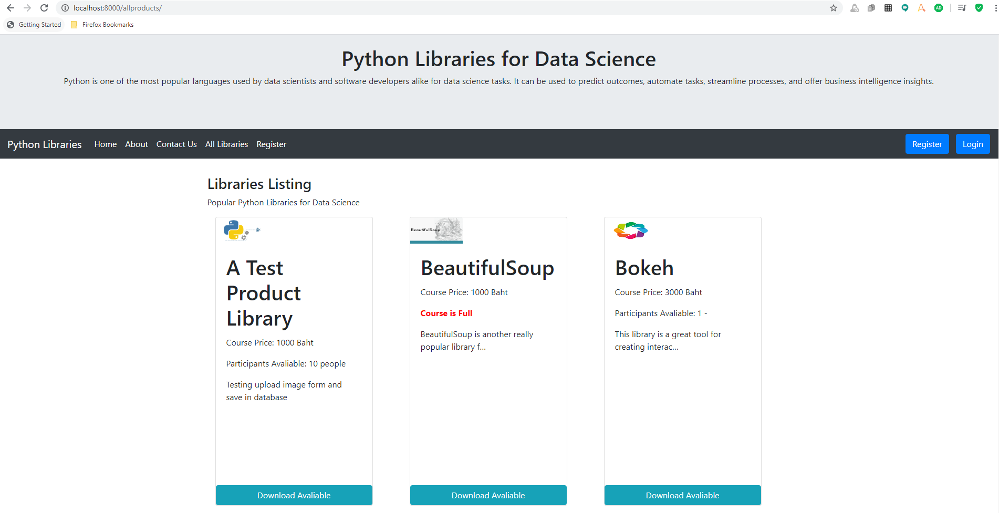 localhost:8000/allproducts/
Getting Started Firefox Bookmarks
Python Libraries for Data Science
Python is one of the most popular languages used by data scientists and software developers alike for data science tasks. It can be used to predict outcomes, automate tasks, streamline processes, and offer business intelligence insights.
Python Libraries Home About Contact Us All Libraries Register Register Login
Libraries Listing
Popular Python Libraries for Data Science
A Test
Product
Library
Course Price: 1000 Baht
Participants Avaliable: 10 people
Testing upload image form and
save in database
Download Avaliable
BeautifulSoup
BeautifulSoup
Course Price: 1000 Baht
Course is Full
BeautifulSoup is another really
popular library f...
Download Avaliable
Bokeh
Course Price: 3000 Baht
Participants Avaliable: 1 -
This library is a great tool for
creating interac...
Download Avaliable
AD